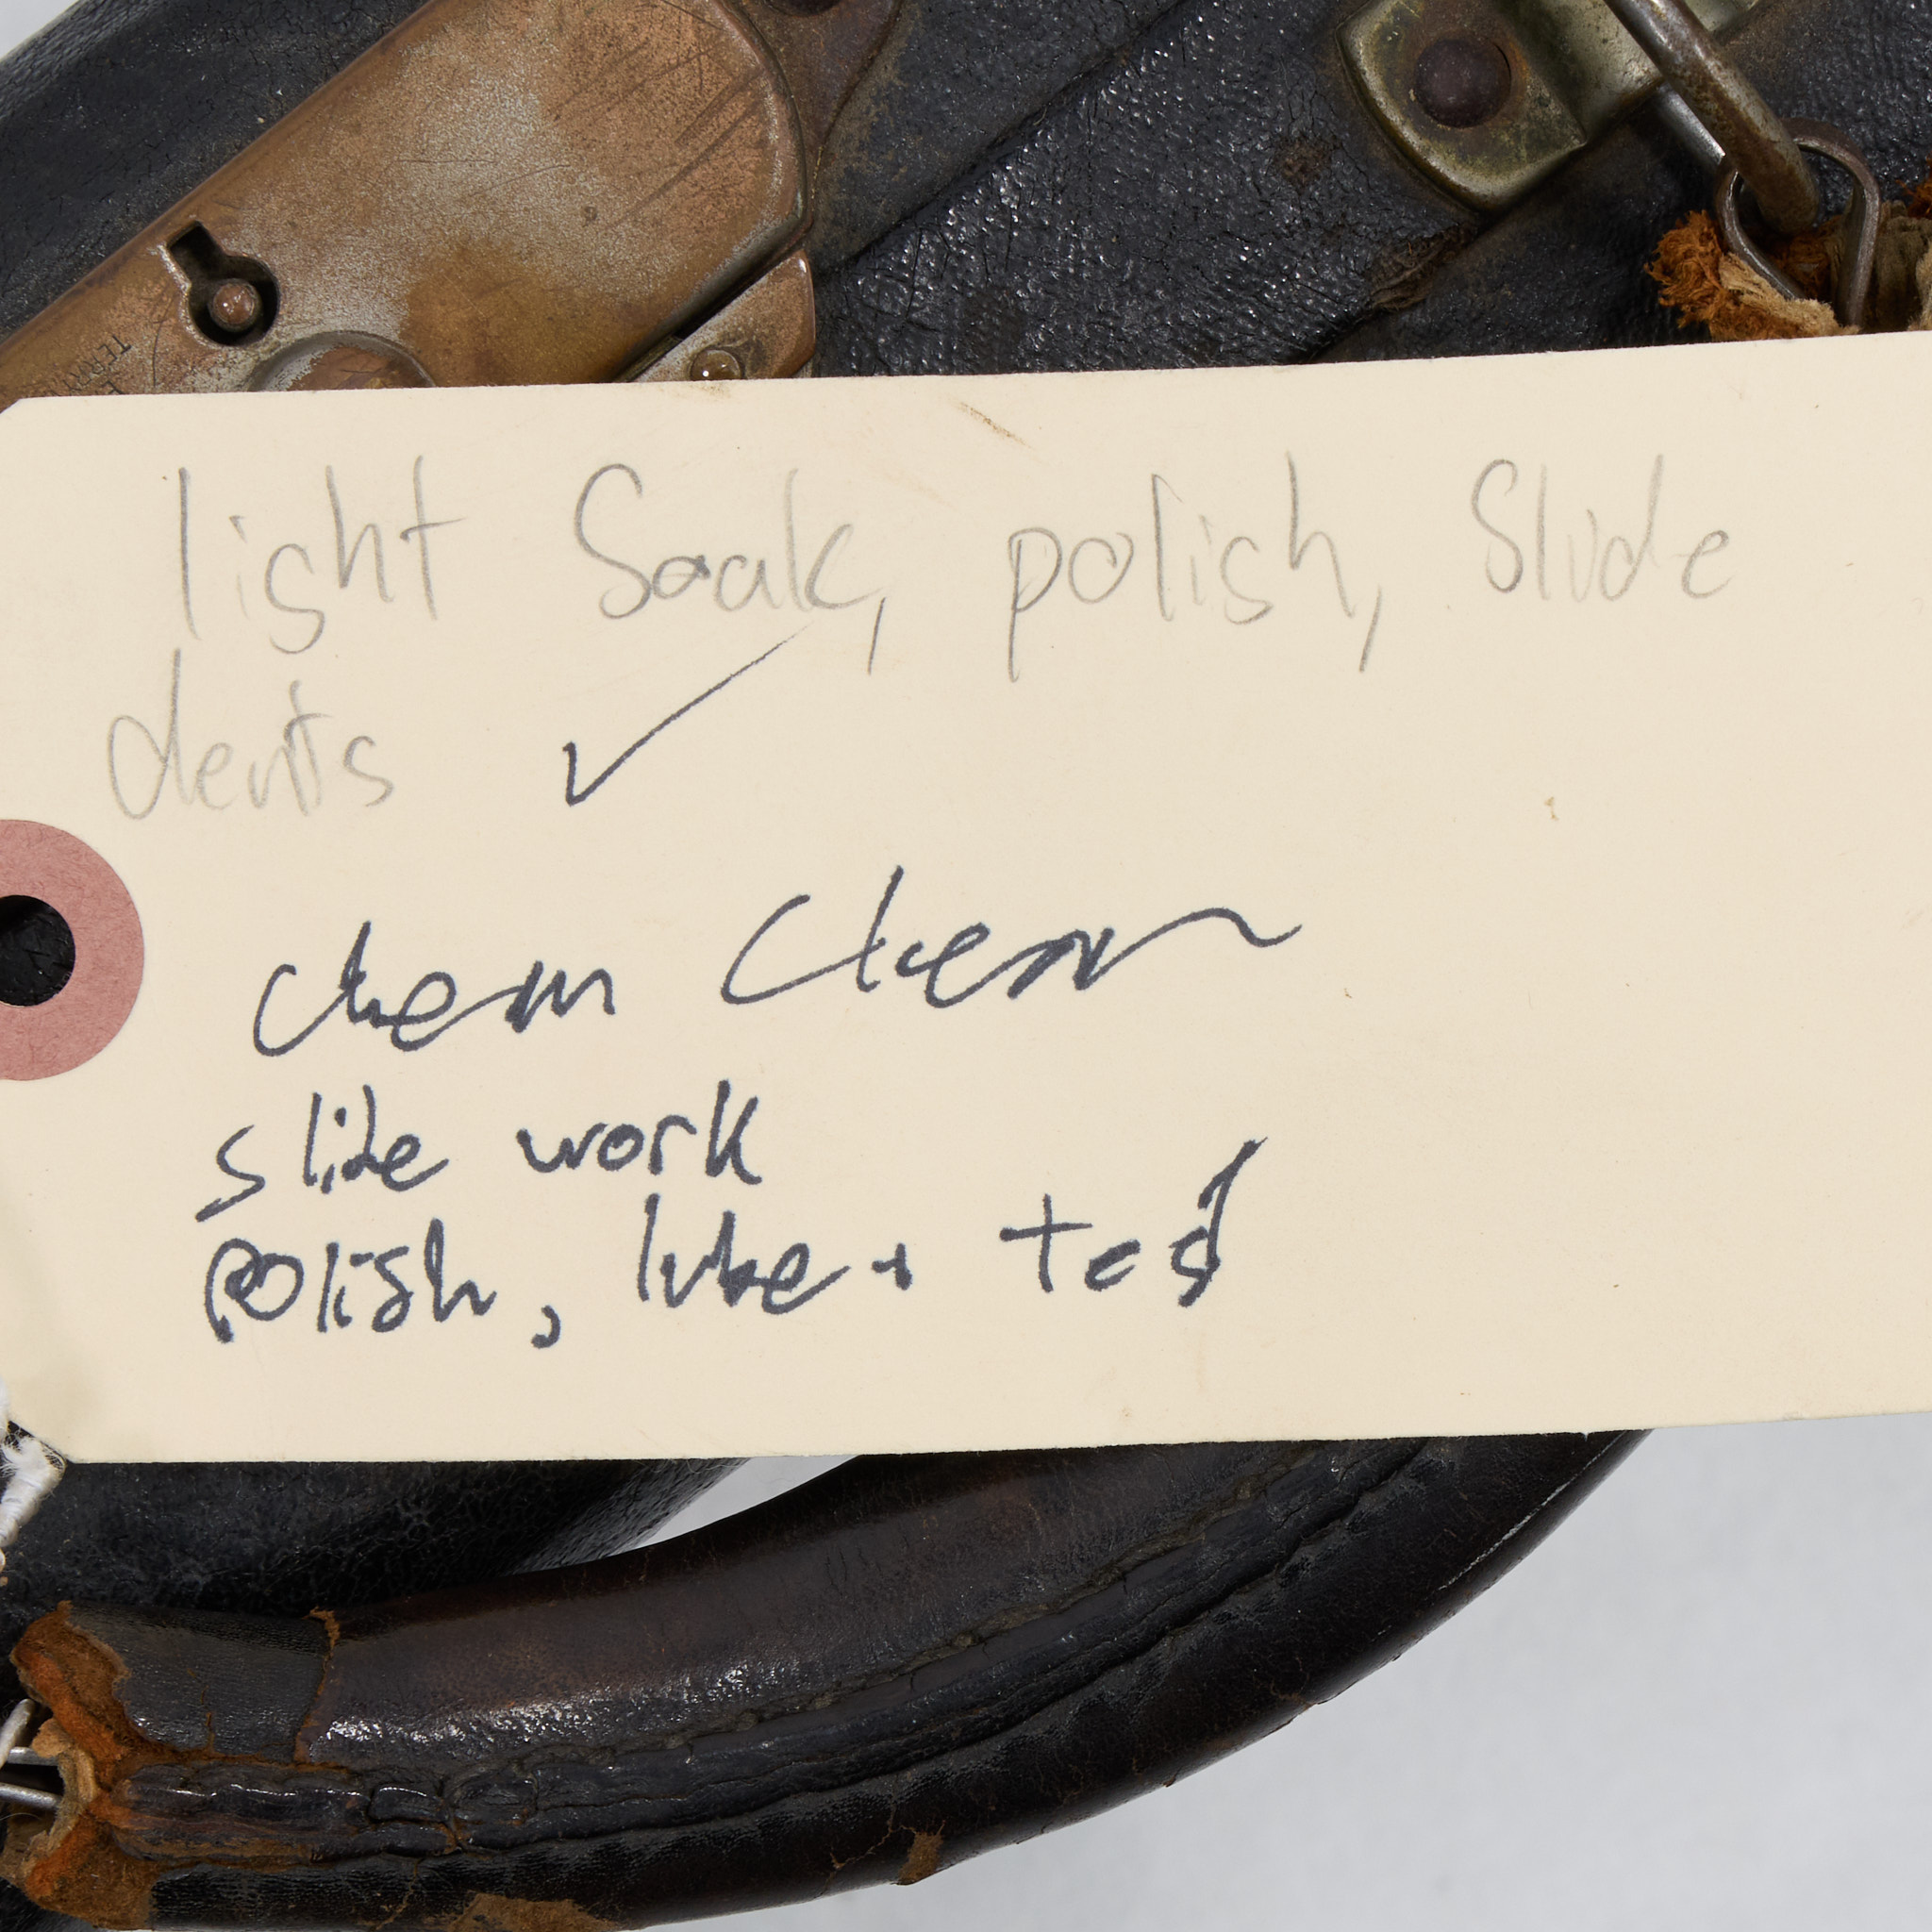 light Soak, polish, Slide
dents ✓
chem clean
slide work
polish, lube + test